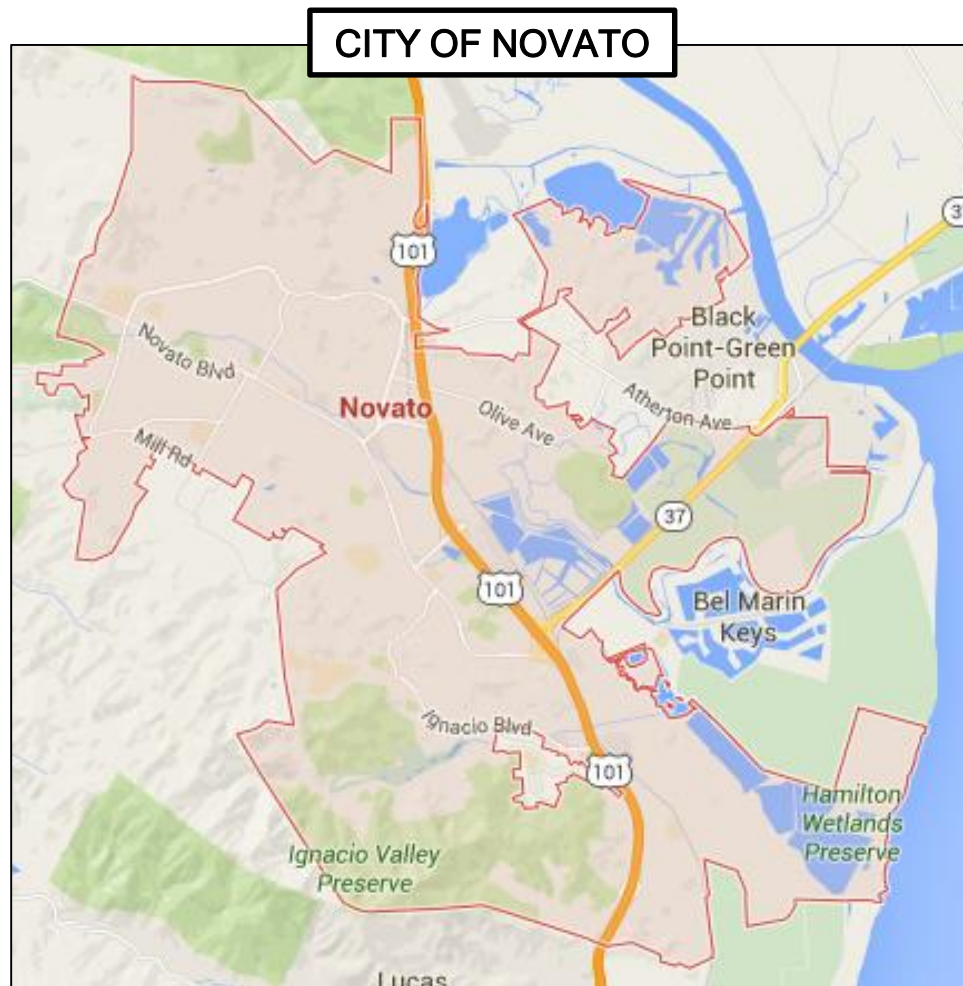 CITY OF NOVATO
101
Black
Point-Green
Point
Novato Blvd
Novato
Olive Ave
Atherton Ave
Mill Rd
37
101
Bel Marin
Keys
Ignacio Blvd
101
Hamilton
Wetlands
Preserve
Ignacio Valley
Preserve
Lucas